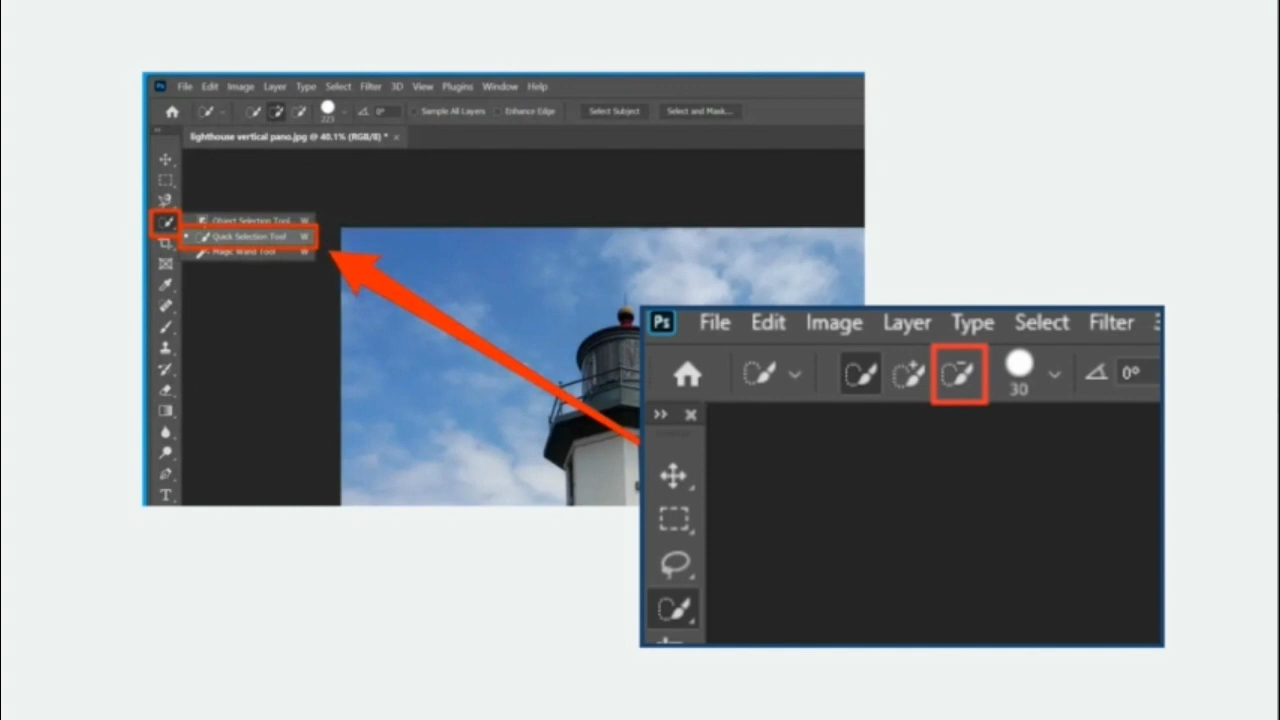 Ps File Edit Image Layer Type Select Filter 3D View Plugins Window Help
223 0° Sample All Layers Enhance Edge Select Subject Select and Mask...
lighthouse vertical pano.jpg @ 40.1% (RGB/8) * ×
Object Selection Tool W
Quick Selection Tool W
Magic Wand Tool W
T
Ps File Edit Image Layer Type Select Filter
30 0°